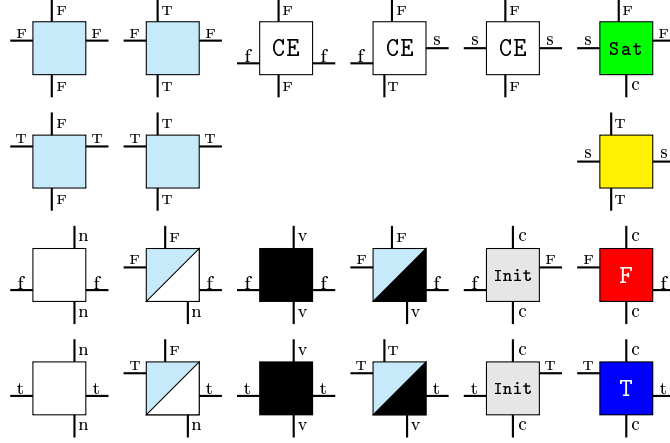 F T F F F F
F F F F f CE f f CE s s CE s s Sat F
F T F T F c
F T T
T T T T s s
F T T
n F v F c c
f f F f f f F f f Init F F F f
n n v v c c
n F v T c c
t t T t t t T t t Init T T T t
n n v v c c